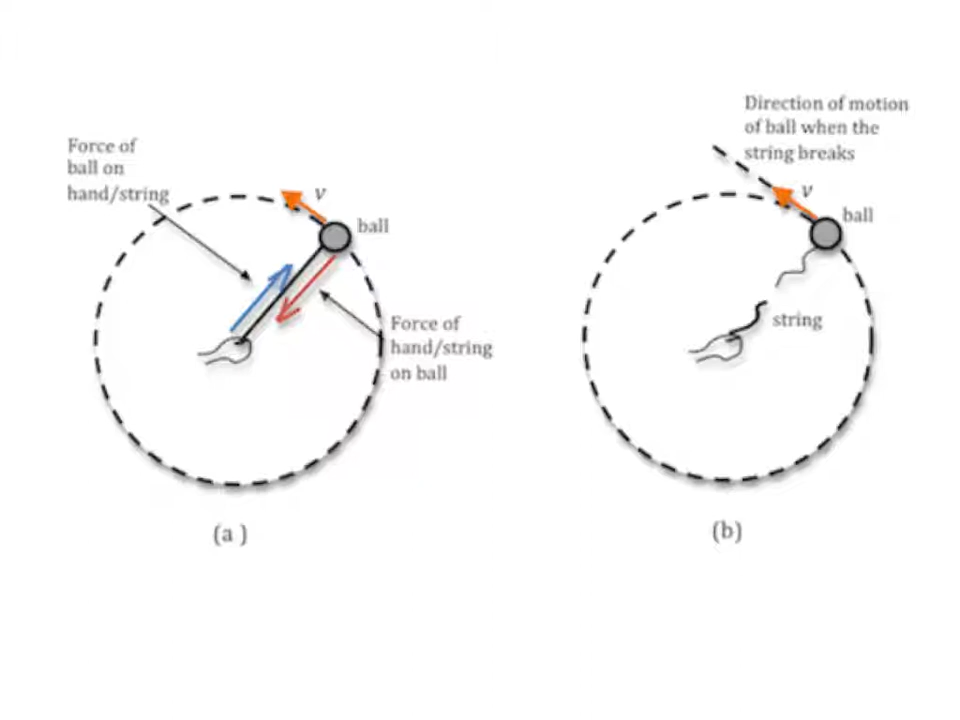 Force of
ball on
hand/string
v
ball
Force of
hand/string
on ball
(a )
Direction of motion
of ball when the
string breaks
v
ball
string
(b)